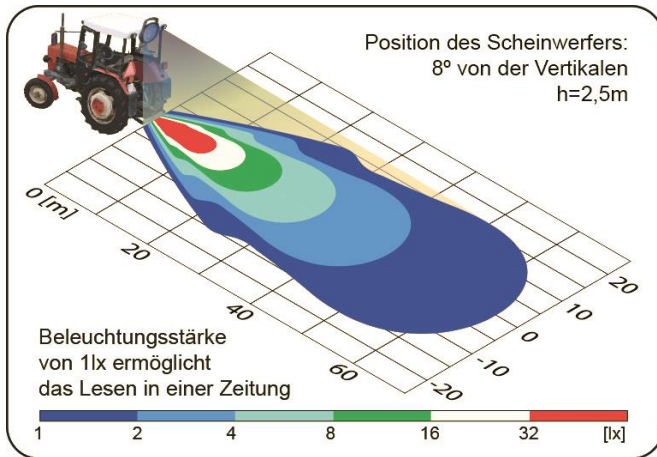 Position des Scheinwerfers:
8º von der Vertikalen
h=2,5m
0 [m]
20
40
60
20
10
0
-10
-20
Beleuchtungsstärke
von 1lx ermöglicht
das Lesen in einer Zeitung
1 2 4 8 16 32 [lx]